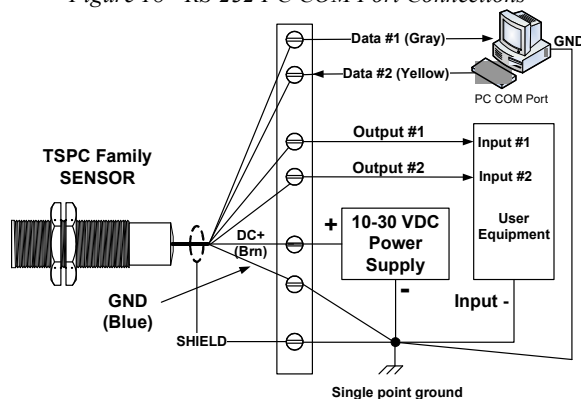 Figure 16 - RS-232 PC COM Port Connections
Data #1 (Gray)
GND
Data #2 (Yellow)
PC COM Port
Output #1
Input #1
TSPC Family
SENSOR
Output #2
Input #2
DC+
(Brn)
+
10-30 VDC
Power
Supply
User
Equipment
GND
(Blue)
-
Input -
SHIELD
Single point ground